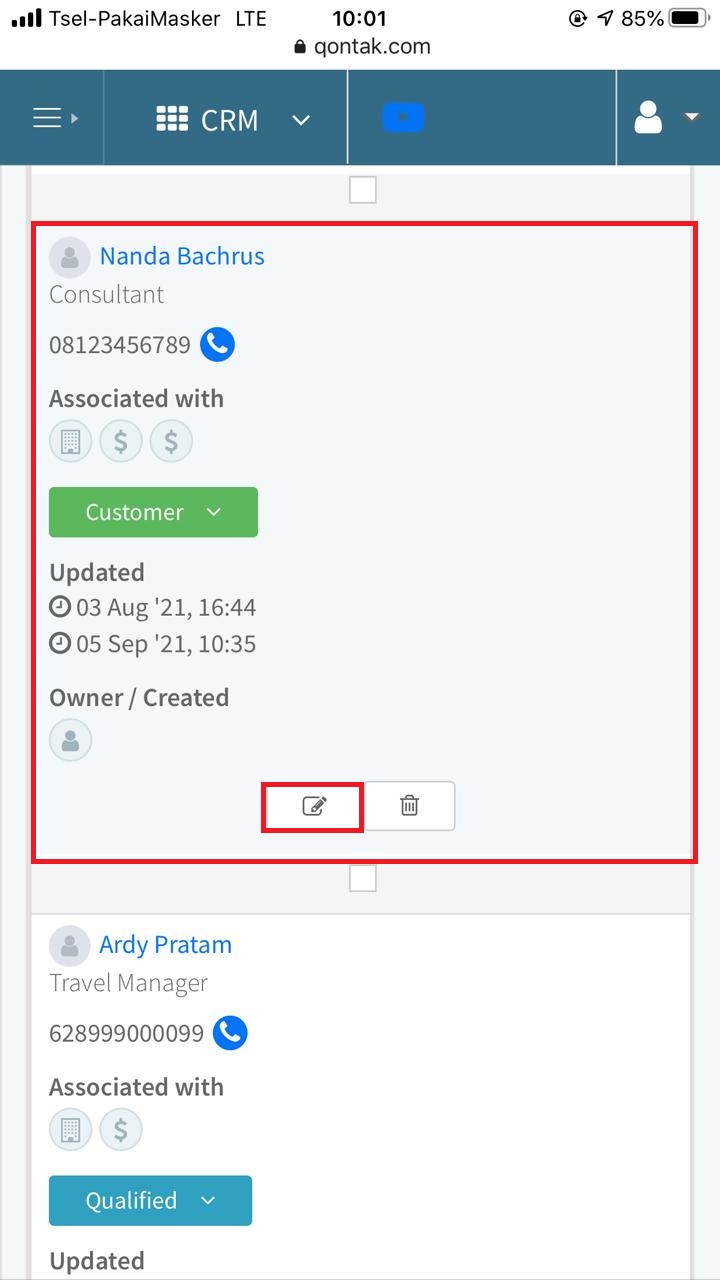 Tsel-PakaiMasker LTE 10:01 85%
qontak.com
CRM
Nanda Bachrus
Consultant
08123456789
Associated with
$ $
Customer
Updated
03 Aug '21, 16:44
05 Sep '21, 10:35
Owner / Created
Ardy Pratam
Travel Manager
628999000099
Associated with
$
Qualified
Updated